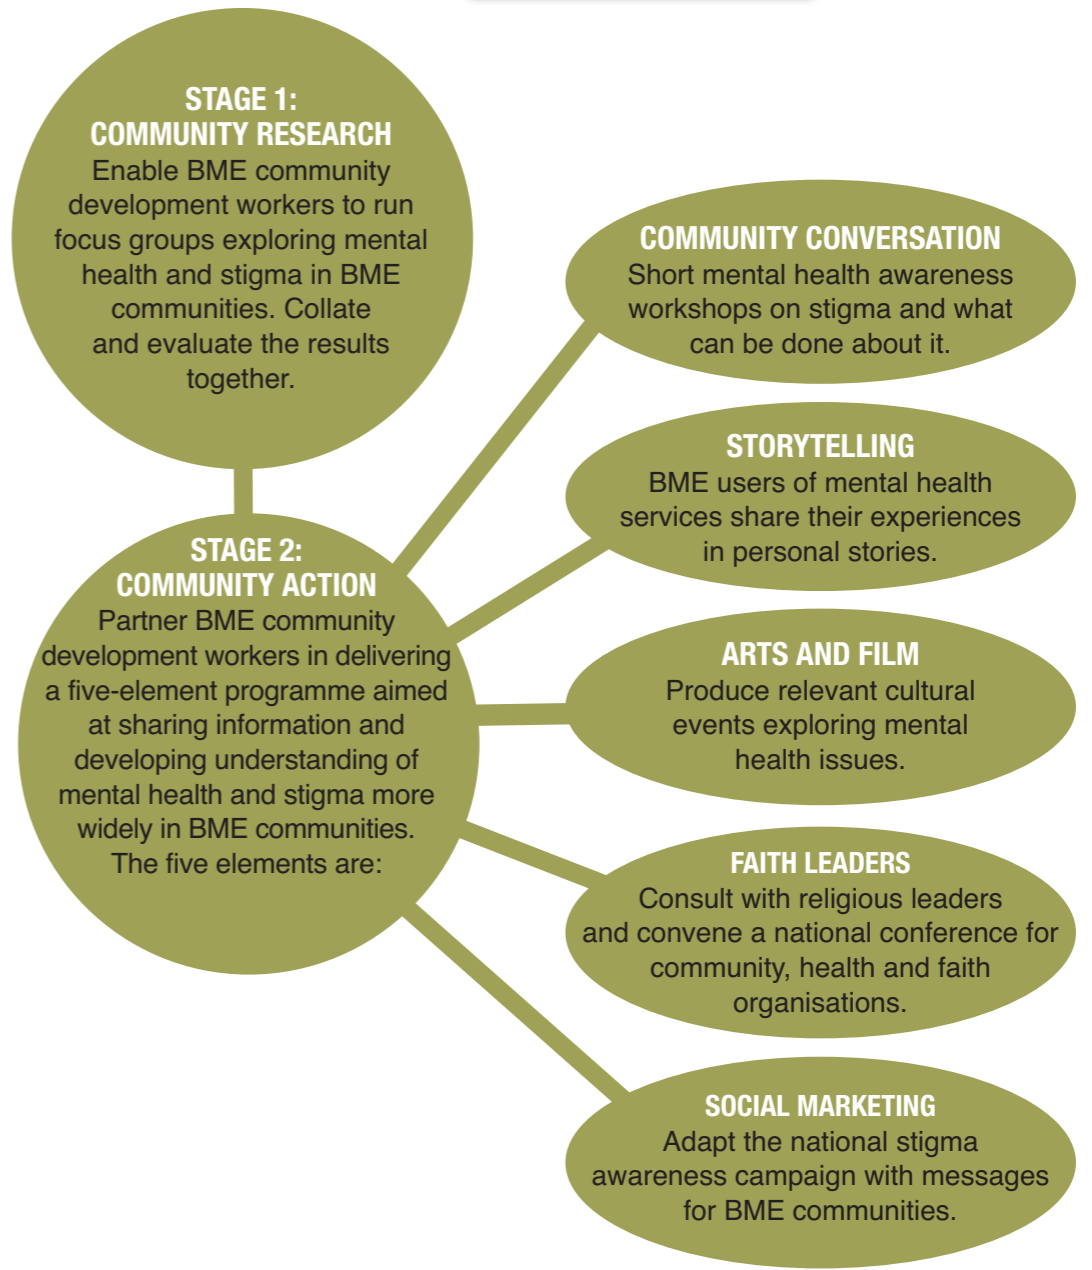 STAGE 1:
COMMUNITY RESEARCH
Enable BME community
development workers to run
focus groups exploring mental
health and stigma in BME
communities. Collate
and evaluate the results
together.
STAGE 2:
COMMUNITY ACTION
Partner BME community
development workers in delivering
a five-element programme aimed
at sharing information and
developing understanding of
mental health and stigma more
widely in BME communities.
The five elements are:
COMMUNITY CONVERSATION
Short mental health awareness
workshops on stigma and what
can be done about it.
STORYTELLING
BME users of mental health
services share their experiences
in personal stories.
ARTS AND FILM
Produce relevant cultural
events exploring mental
health issues.
FAITH LEADERS
Consult with religious leaders
and convene a national conference for
community, health and faith
organisations.
SOCIAL MARKETING
Adapt the national stigma
awareness campaign with messages
for BME communities.